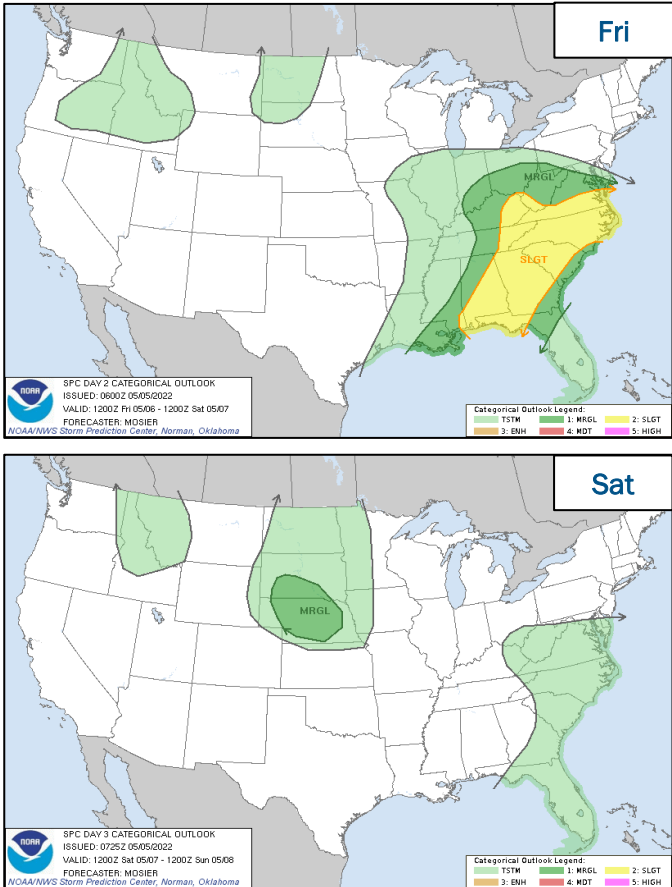 Fri
MRGL
SLGT
NOAA
SPC DAY 2 CATEGORICAL OUTLOOK
ISSUED: 0600Z 05/05/2022
VALID: 1200Z Fri 05/06 - 1200Z Sat 05/07
FORECASTER: MOSIER
NOAA/NWS Storm Prediction Center, Norman, Oklahoma
Categorical Outlook Legend:
TSTM 1: MRGL 2: SLGT
3: ENH 4: MDT 5: HIGH
Sat
MRGL
NOAA
SPC DAY 3 CATEGORICAL OUTLOOK
ISSUED: 0725Z 05/05/2022
VALID: 1200Z Sat 05/07 - 1200Z Sun 05/08
FORECASTER: MOSIER
NOAA/NWS Storm Prediction Center, Norman, Oklahoma
Categorical Outlook Legend:
TSTM 1: MRGL 2: SLGT
3: ENH 4: MDT 5: HIGH